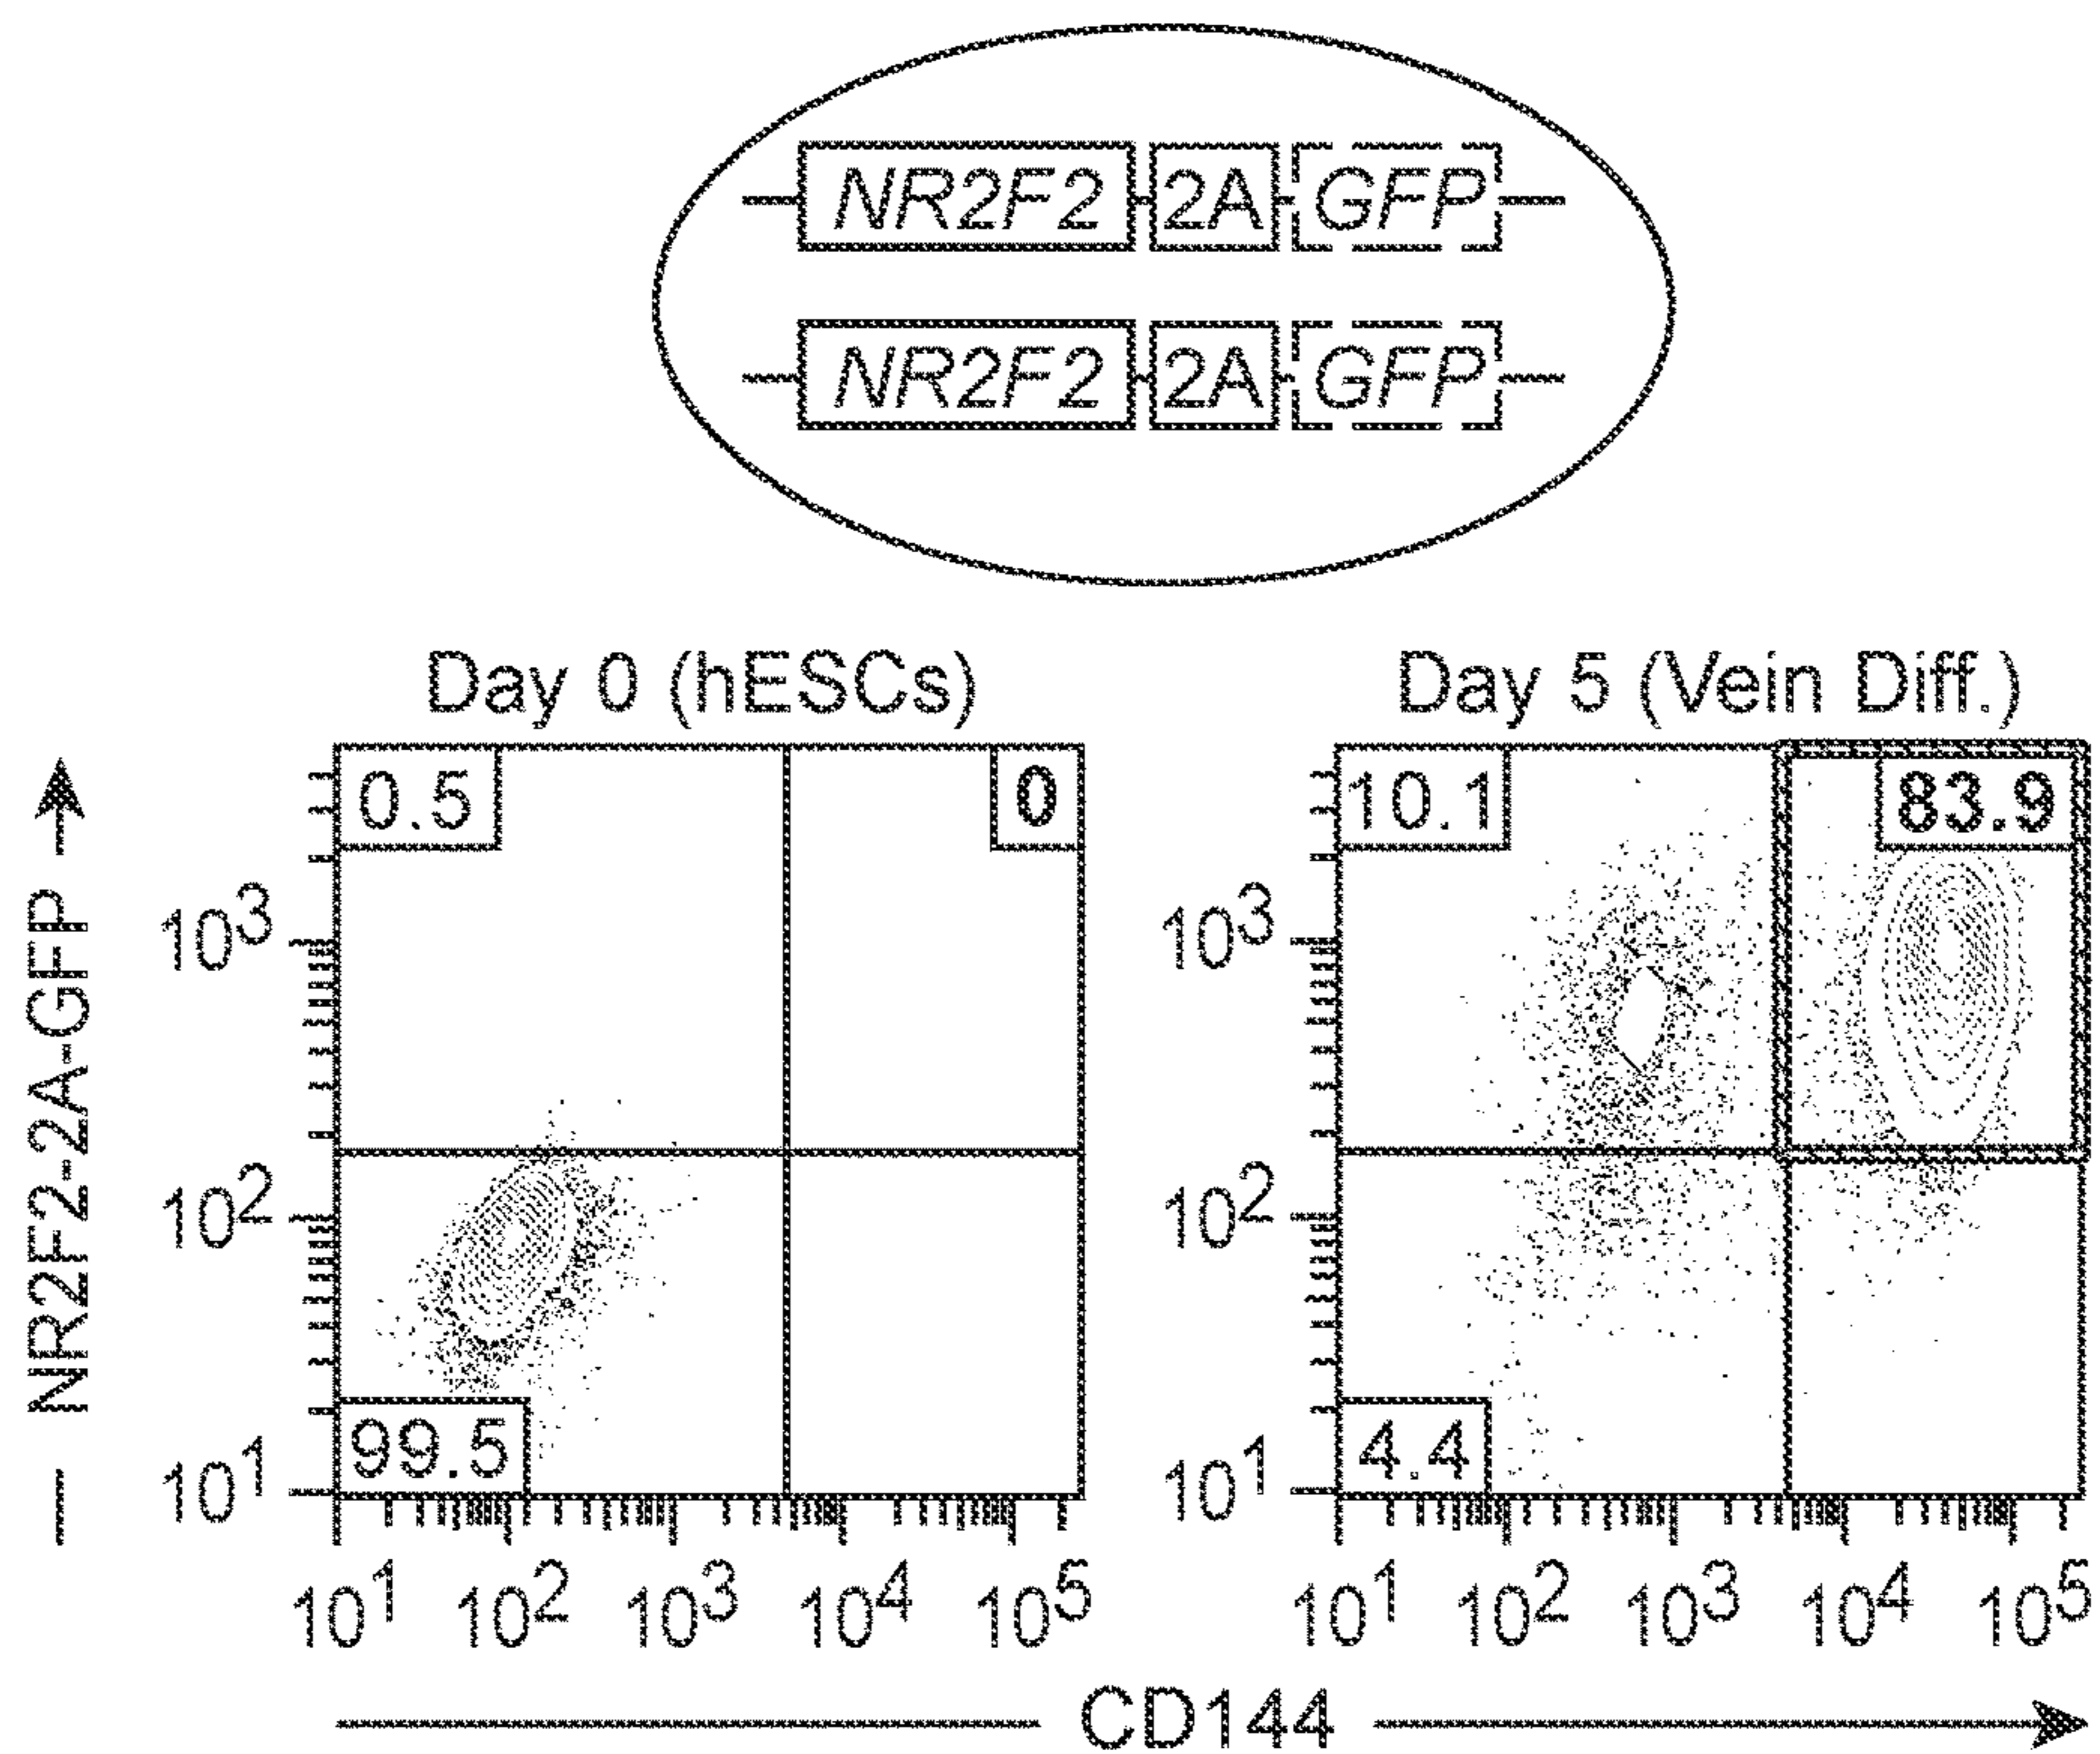 NR2F2 2A GFP
NR2F2 2A GFP
Day 0 (hESCs)
Day 5 (Vein Diff.)
NR2F2-2A-GFP
0.5
0
99.5
10³
10²
10¹
10¹ 10² 10³ 10⁴ 10⁵
10.1
83.9
4.4
10³
10²
10¹
10¹ 10² 10³ 10⁴ 10⁵
CD144